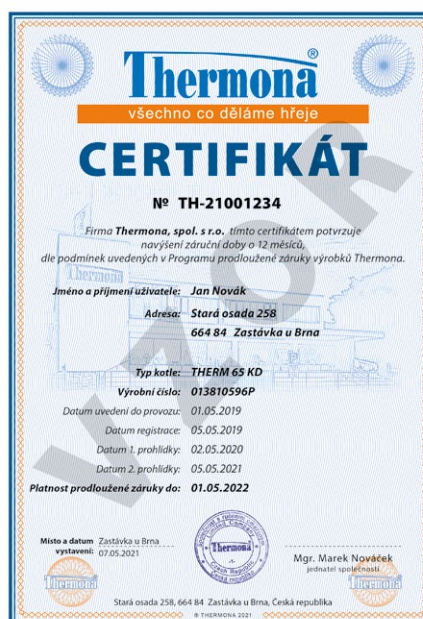 Thermona®
všechno co děláme hřeje
CERTIFIKÁT
№ TH-21001234
Firma Thermona, spol. s r.o. tímto certifikátem potvrzuje
navýšení záruční doby o 12 měsíců,
dle podmínek uvedených v Programu prodloužené záruky výrobků Thermona.
Jméno a příjmení uživatele: Jan Novák
Adresa: Stará osada 258
664 84 Zastávka u Brna
Typ kotle: THERM 65 KD
Výrobní číslo: 013810596P
Datum uvedení do provozu: 01.05.2019
Datum registrace: 05.05.2019
Datum 1. prohlídky: 02.05.2020
Datum 2. prohlídky: 05.05.2021
Platnost prodloužené záruky do: 01.05.2022
VZOR
Místo a datum Zastávka u Brna
vystavení: 07.05.2021
Thermona
Mgr. Marek Nováček
jednatel společnosti
Thermona
Thermona
Stará osada 258, 664 84 Zastávka u Brna, Česká republika
© THERMONA 2021